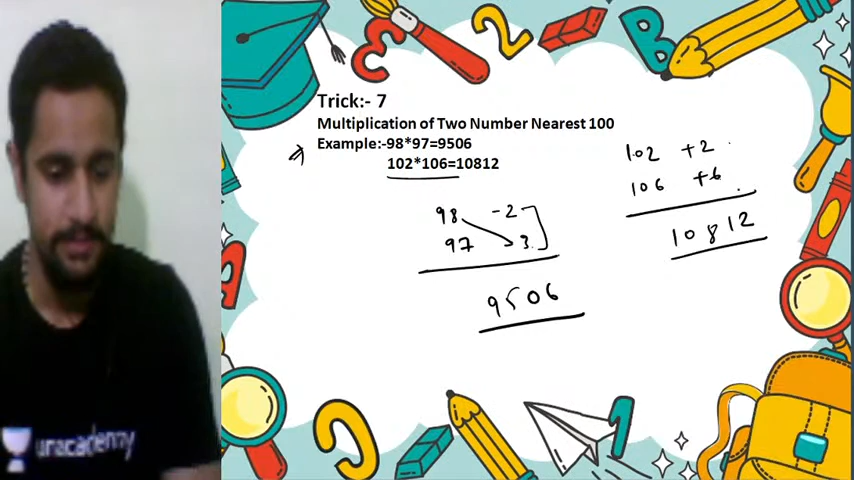 Trick:- 7
Multiplication of Two Number Nearest 100
Example:-98*97=9506
102*106=10812
102 +2
106 +6
10812
98 -2
97 3
9506
unacademy